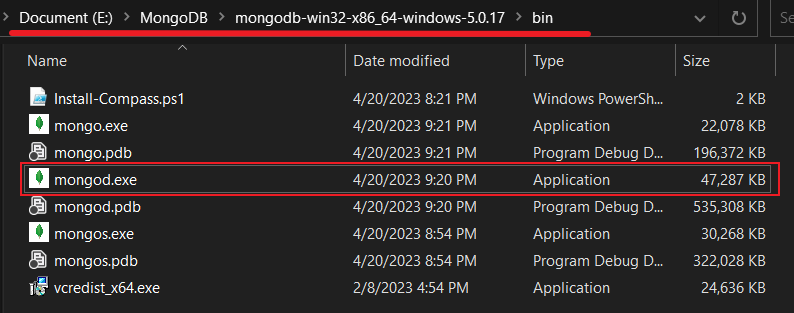 Document (E:) > MongoDB > mongodb-win32-x86_64-windows-5.0.17 > bin
Se
Name Date modified Type Size
Install-Compass.ps1 4/20/2023 8:21 PM Windows PowerSh... 2 KB
mongo.exe 4/20/2023 9:21 PM Application 22,078 KB
mongo.pdb 4/20/2023 9:21 PM Program Debug D... 196,372 KB
mongod.exe 4/20/2023 9:20 PM Application 47,287 KB
mongod.pdb 4/20/2023 9:20 PM Program Debug D... 535,308 KB
mongos.exe 4/20/2023 8:54 PM Application 30,268 KB
mongos.pdb 4/20/2023 8:54 PM Program Debug D... 322,028 KB
vcredist_x64.exe 2/8/2023 4:54 PM Application 24,636 KB